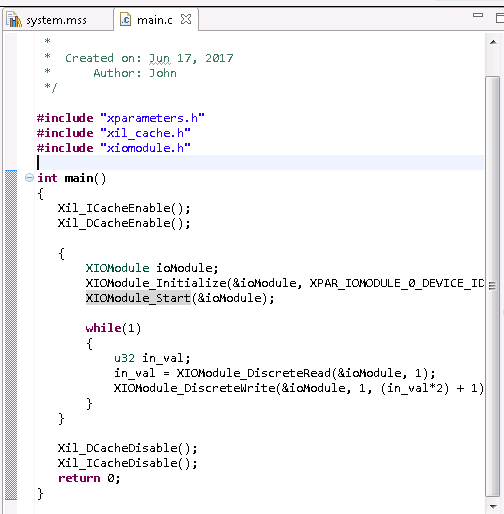 system.mss main.c
*
* Created on: Jun 17, 2017
* Author: John
*/
#include "xparameters.h"
#include "xil_cache.h"
#include "xiomodule.h"
int main()
{
Xil_ICacheEnable();
Xil_DCacheEnable();
{
XIOModule ioModule;
XIOModule_Initialize(&ioModule, XPAR_IOMODULE_0_DEVICE_ID
XIOModule_Start(&ioModule);
while(1)
{
u32 in_val;
in_val = XIOModule_DiscreteRead(&ioModule, 1);
XIOModule_DiscreteWrite(&ioModule, 1, (in_val*2) + 1)
}
}
Xil_DCacheDisable();
Xil_ICacheDisable();
return 0;
}